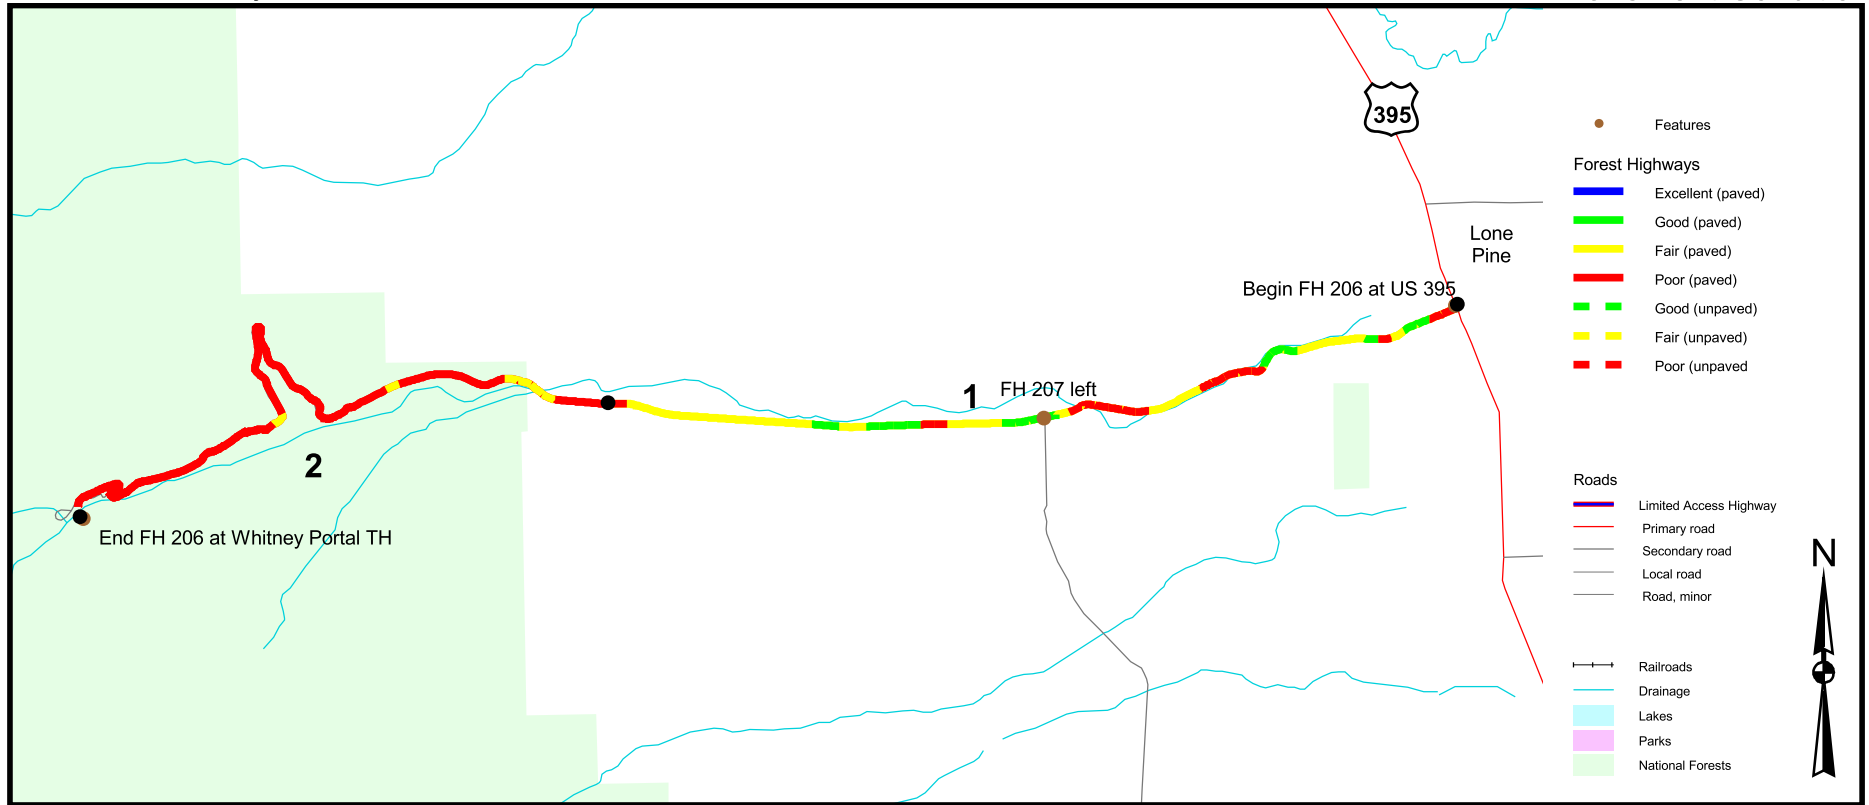 395
Features
Forest Highways
Excellent (paved)
Good (paved)
Lone
Pine
Fair (paved)
Poor (paved)
Begin FH 206 at US 395
Good (unpaved)
Fair (unpaved)
Poor (unpaved
1
FH 207 left
2
End FH 206 at Whitney Portal TH
Roads
Limited Access Highway
Primary road
Secondary road
Local road
Road, minor
N
Railroads
Drainage
Lakes
Parks
National Forests